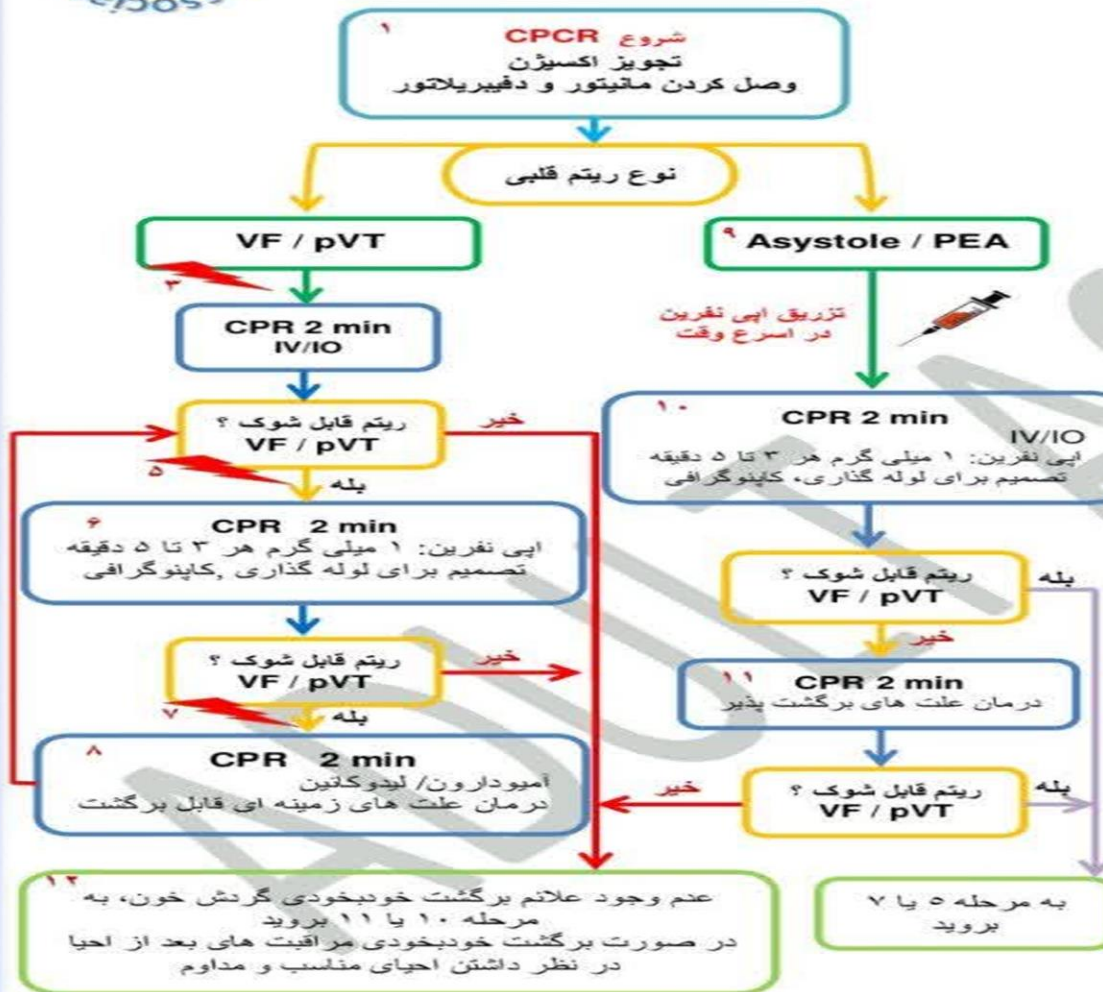 ۱
شروع CPCR
تجویز اکسیژن
وصل کردن مانیتور و دفیبریلاتور
نوع ریتم قلبی
VF / pVT
۳
CPR 2 min
IV/IO
ریتم قابل شوک ؟
VF / pVT
خیر
۵
بله
۶
CPR 2 min
اپی نفرین: ۱ میلی گرم هر ۳ تا ۵ دقیقه
تصمیم برای لوله گذاری ,کاپنوگرافی
ریتم قابل شوک ؟
VF / pVT
خیر
۷
بله
۸
CPR 2 min
آمیودارون/ لیدوکائین
درمان علت های زمینه ای قابل برگشت
۹
Asystole / PEA
تزریق اپی نفرین
در اسرع وقت
۱۰
CPR 2 min
IV/IO
اپی نفرین: ۱ میلی گرم هر ۳ تا ۵ دقیقه
تصمیم برای لوله گذاری، کاپنوگرافی
ریتم قابل شوک ؟
VF / pVT
بله
خیر
۱۱
CPR 2 min
درمان علت های برگشت پذیر
ریتم قابل شوک ؟
VF / pVT
خیر
بله
۱۲
عدم وجود علائم برگشت خودبخودی گردش خون، به
مرحله ۱۰ یا ۱۱ بروید
در صورت برگشت خودبخودی مراقبت های بعد از احیا
در نظر داشتن احیای مناسب و مداوم
به مرحله ۵ یا ۷
بروید